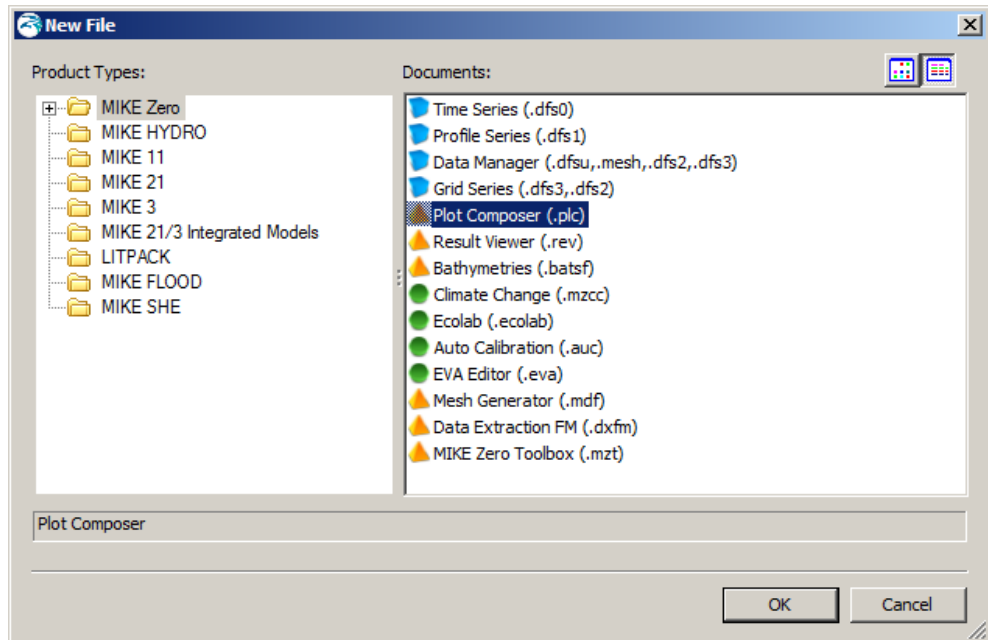 New File
Product Types:
MIKE Zero
MIKE HYDRO
MIKE 11
MIKE 21
MIKE 3
MIKE 21/3 Integrated Models
LITPACK
MIKE FLOOD
MIKE SHE
Documents:
Time Series (.dfs0)
Profile Series (.dfs1)
Data Manager (.dfsu,.mesh,.dfs2,.dfs3)
Grid Series (.dfs3,.dfs2)
Plot Composer (.plc)
Result Viewer (.rev)
Bathymetries (.batsf)
Climate Change (.mzcc)
Ecolab (.ecolab)
Auto Calibration (.auc)
EVA Editor (.eva)
Mesh Generator (.mdf)
Data Extraction FM (.dxfm)
MIKE Zero Toolbox (.mzt)
Plot Composer
OK
Cancel